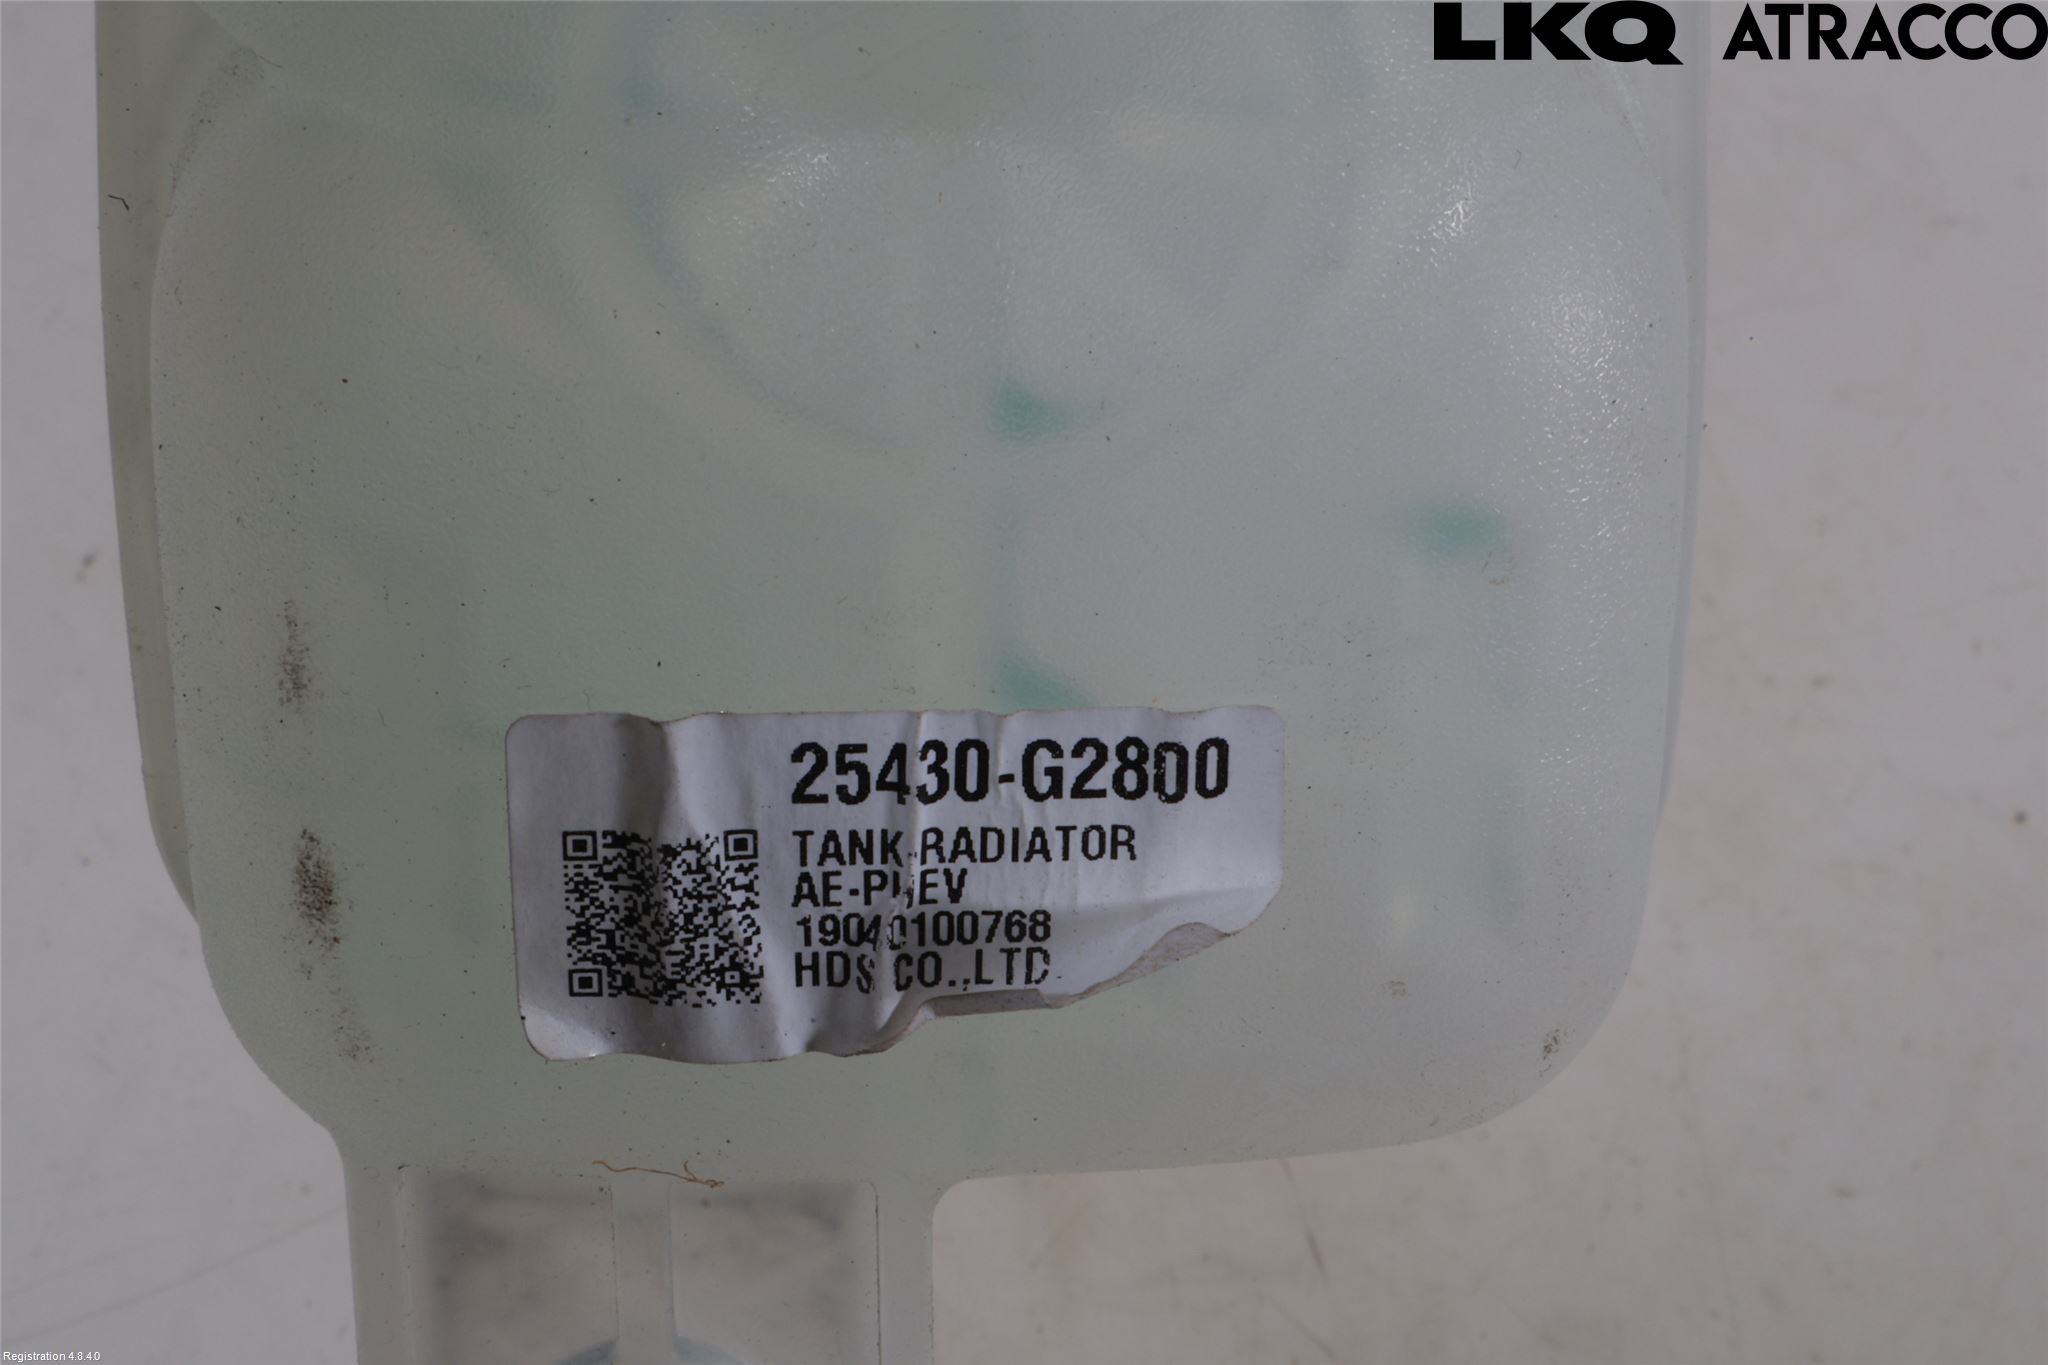 LKQ ATRACCO
25430-G2800
TANK-RADIATOR
AE-PHEV
19040100768
HDS CO.,LTD.
Registration 4.8.4.0